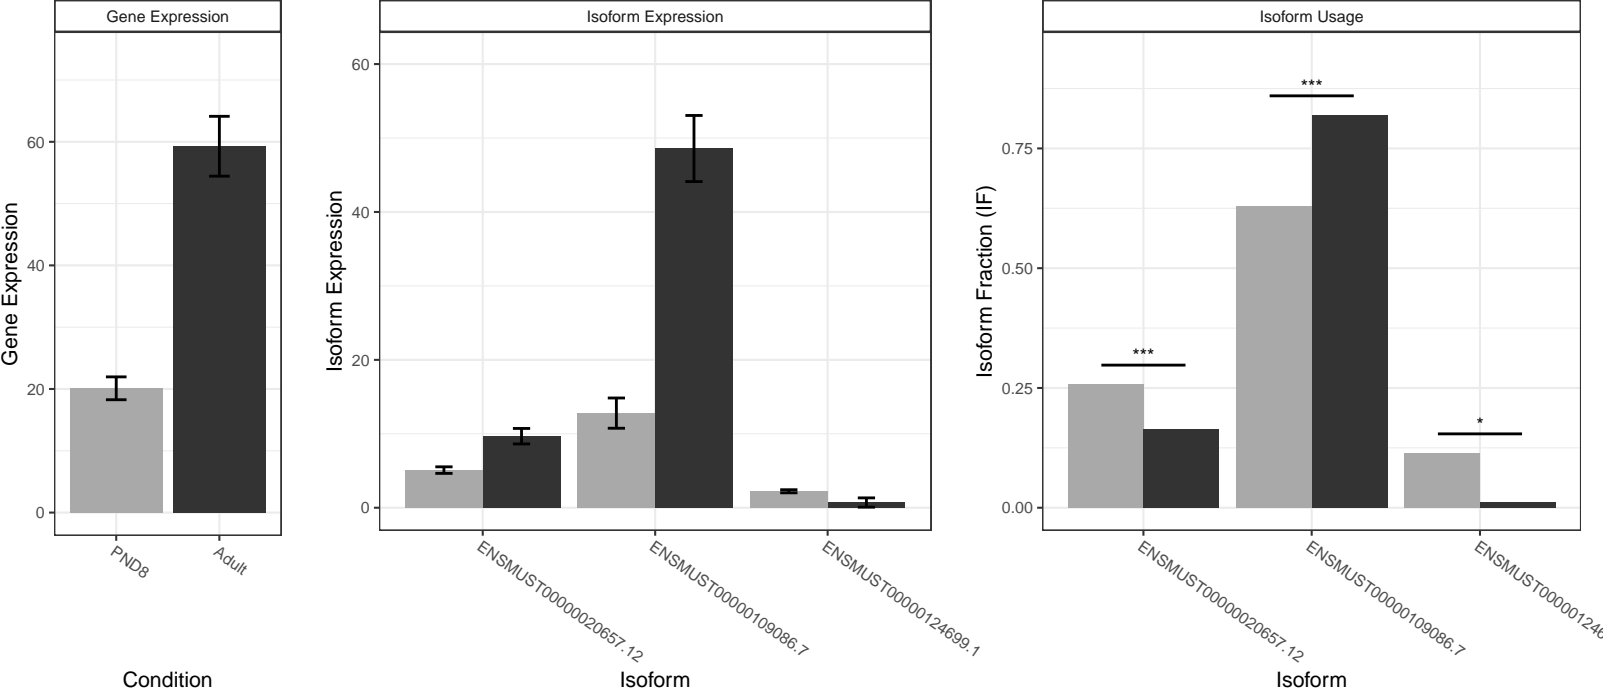 Gene Expression
Gene Expression
60
40
20
0
PND8
Adult
Condition
Isoform Expression
Isoform Expression
60
40
20
0
ENSMUST00000020657.12
ENSMUST00000109086.7
ENSMUST00000124699.1
Isoform
Isoform Usage
Isoform Fraction (IF)
0.75
0.50
0.25
0.00
***
***
*
ENSMUST00000020657.12
ENSMUST00000109086.7
ENSMUST000001246
Isoform